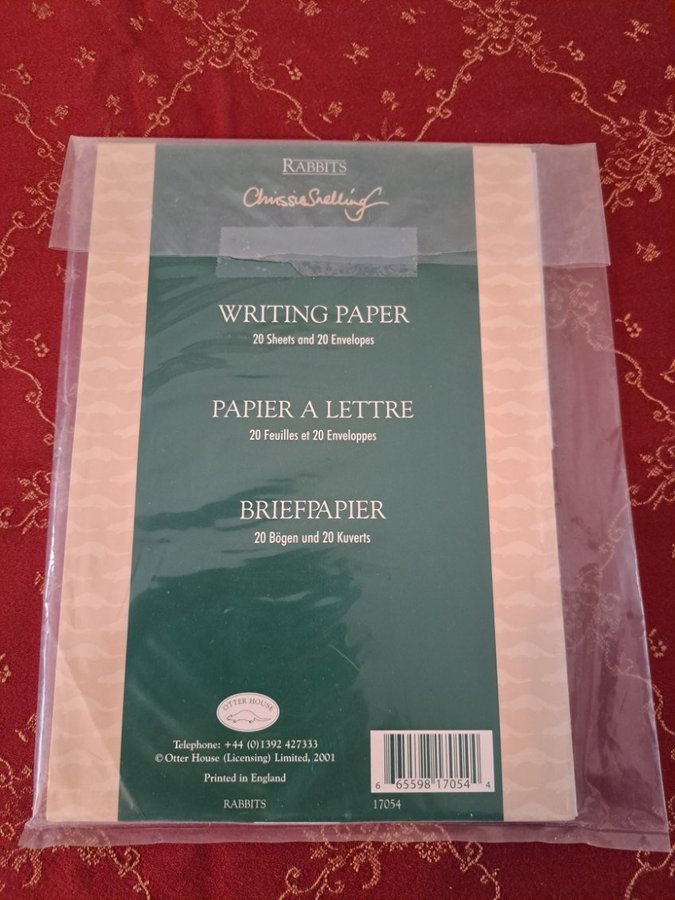 RABBITS
Chrissie Snelling
WRITING PAPER
20 Sheets and 20 Envelopes
PAPIER A LETTRE
20 Feuilles et 20 Enveloppes
BRIEFPAPIER
20 Bögen und 20 Kuverts
OTTER HOUSE
Telephone: +44 (0)1392 427333
© Otter House (Licensing) Limited, 2001
Printed in England
RABBITS 17054
6 65598 17054 4